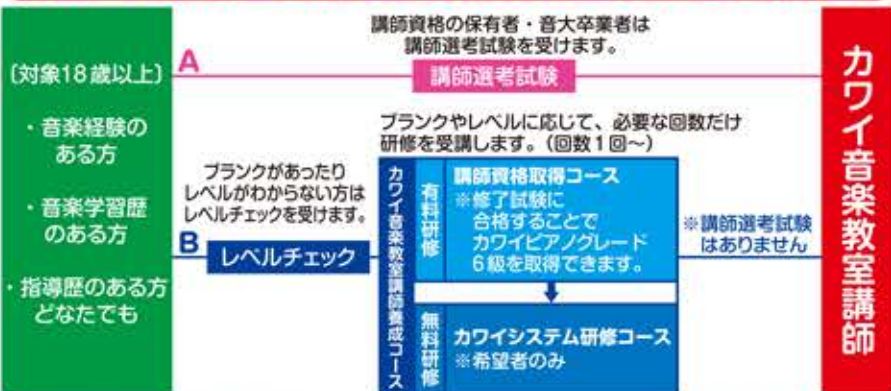 〔対象18歳以上〕
・音楽経験の
ある方
・音楽学習歴
のある方
・指導歴のある方
どなたでも
A
講師資格の保有者・音大卒業者は
講師選考試験を受けます。
講師選考試験
B
ブランクがあったり
レベルがわからない方は
レベルチェックを受けます。
レベルチェック
ブランクやレベルに応じて、必要な回数だけ
研修を受講します。(回数1回～)
カワイ音楽教室講師養成コース
有料研修
講師資格取得コース
※修了試験に
合格することで
カワイピアノグレード
6級を取得できます。
無料研修
カワイシステム研修コース
※希望者のみ
※講師選考試験
はありません
カワイ音楽教室講師